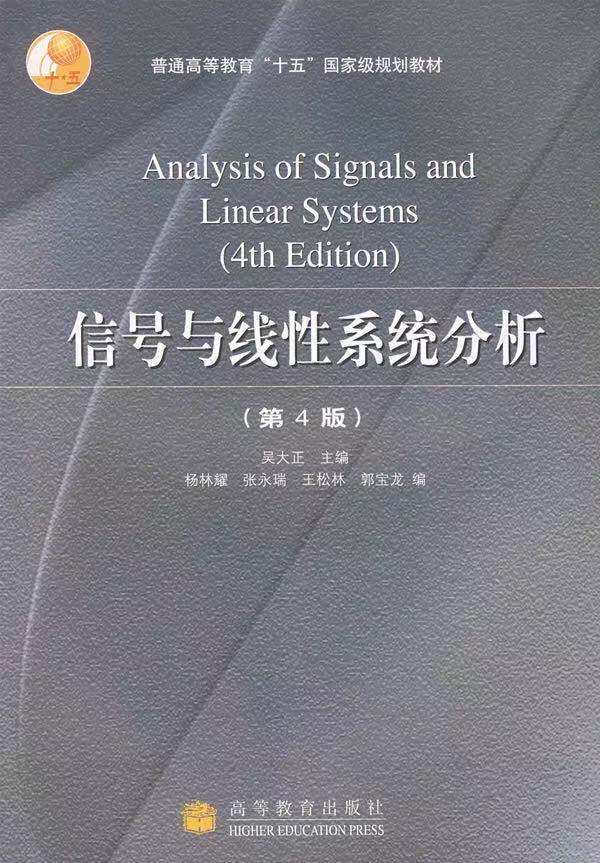 十·五
普通高等教育“十五”国家级规划教材
Analysis of Signals and
Linear Systems
(4th Edition)
信号与线性系统分析
（第 4 版）
吴大正 主编
杨林耀 张永瑞 王松林 郭宝龙 编
高等教育出版社
HIGHER EDUCATION PRESS